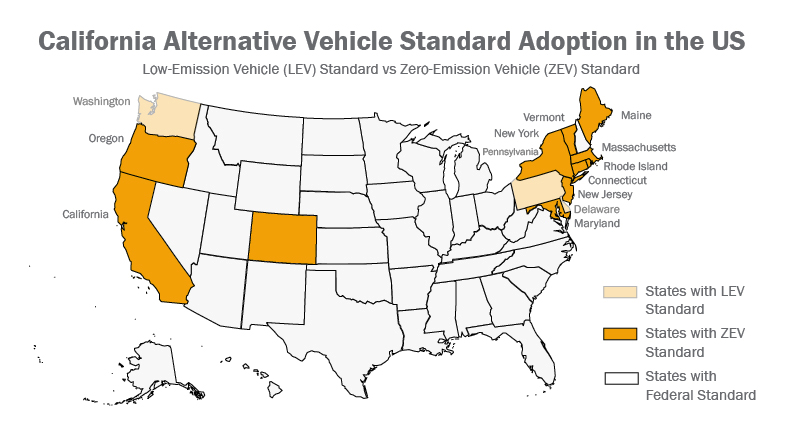 California Alternative Vehicle Standard Adoption in the US
Low-Emission Vehicle (LEV) Standard vs Zero-Emission Vehicle (ZEV) Standard
Washington
Oregon
California
Vermont
New York
Pennsylvania
Maine
Massachusetts
Rhode Island
Connecticut
New Jersey
Delaware
Maryland
States with LEV
Standard
States with ZEV
Standard
States with
Federal Standard